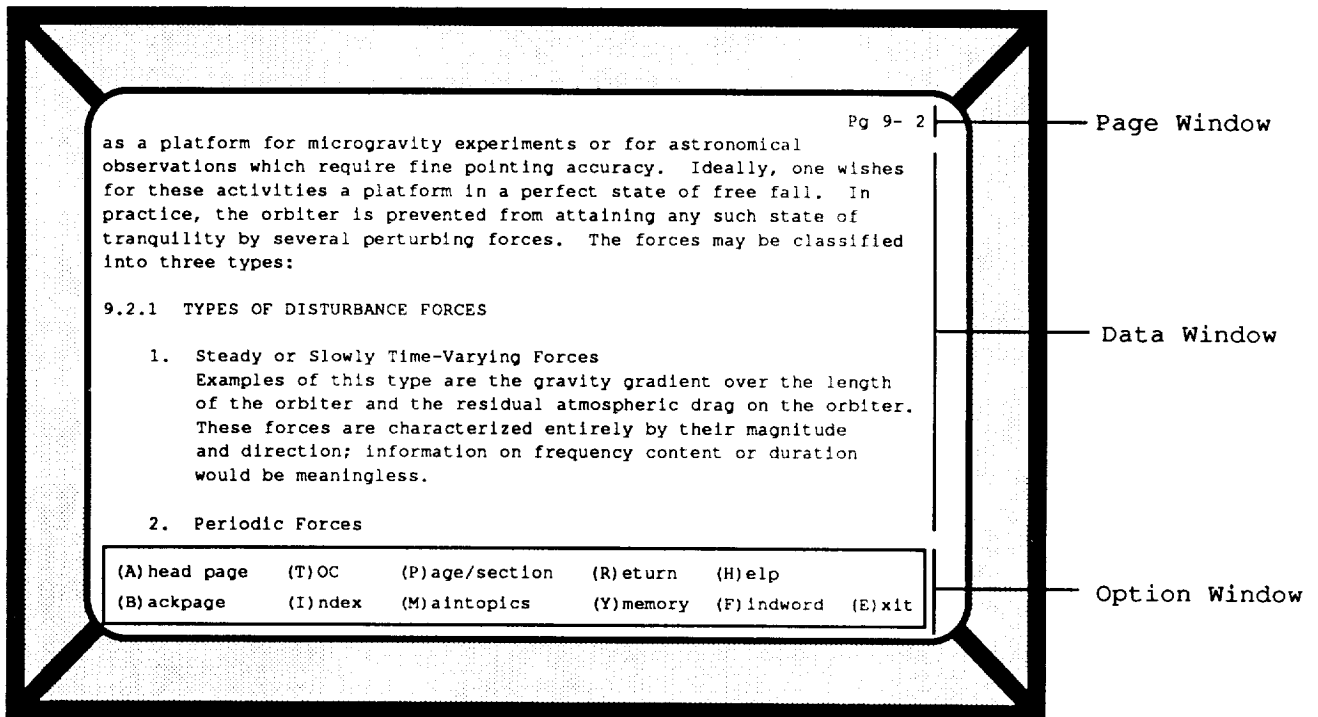 Pg 9- 2
Page Window
as a platform for microgravity experiments or for astronomical
observations which require fine pointing accuracy. Ideally, one wishes
for these activities a platform in a perfect state of free fall. In
practice, the orbiter is prevented from attaining any such state of
tranquility by several perturbing forces. The forces may be classified
into three types:
9.2.1 TYPES OF DISTURBANCE FORCES
Data Window
1. Steady or Slowly Time-Varying Forces
Examples of this type are the gravity gradient over the length
of the orbiter and the residual atmospheric drag on the orbiter.
These forces are characterized entirely by their magnitude
and direction; information on frequency content or duration
would be meaningless.
2. Periodic Forces
(A)head page (T)OC (P)age/section (R)eturn (H)elp
(B)ackpage (I)ndex (M)aintopics (Y)memory (F)indword (E)xit
Option Window